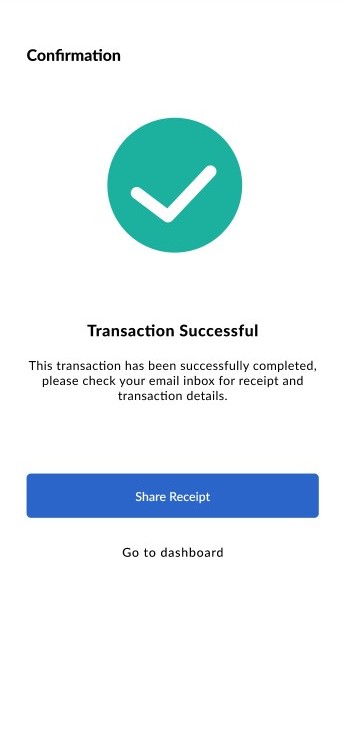 Confirmation
Transaction Successful
This transaction has been successfully completed,
please check your email inbox for receipt and
transaction details.
Share Receipt
Go to dashboard